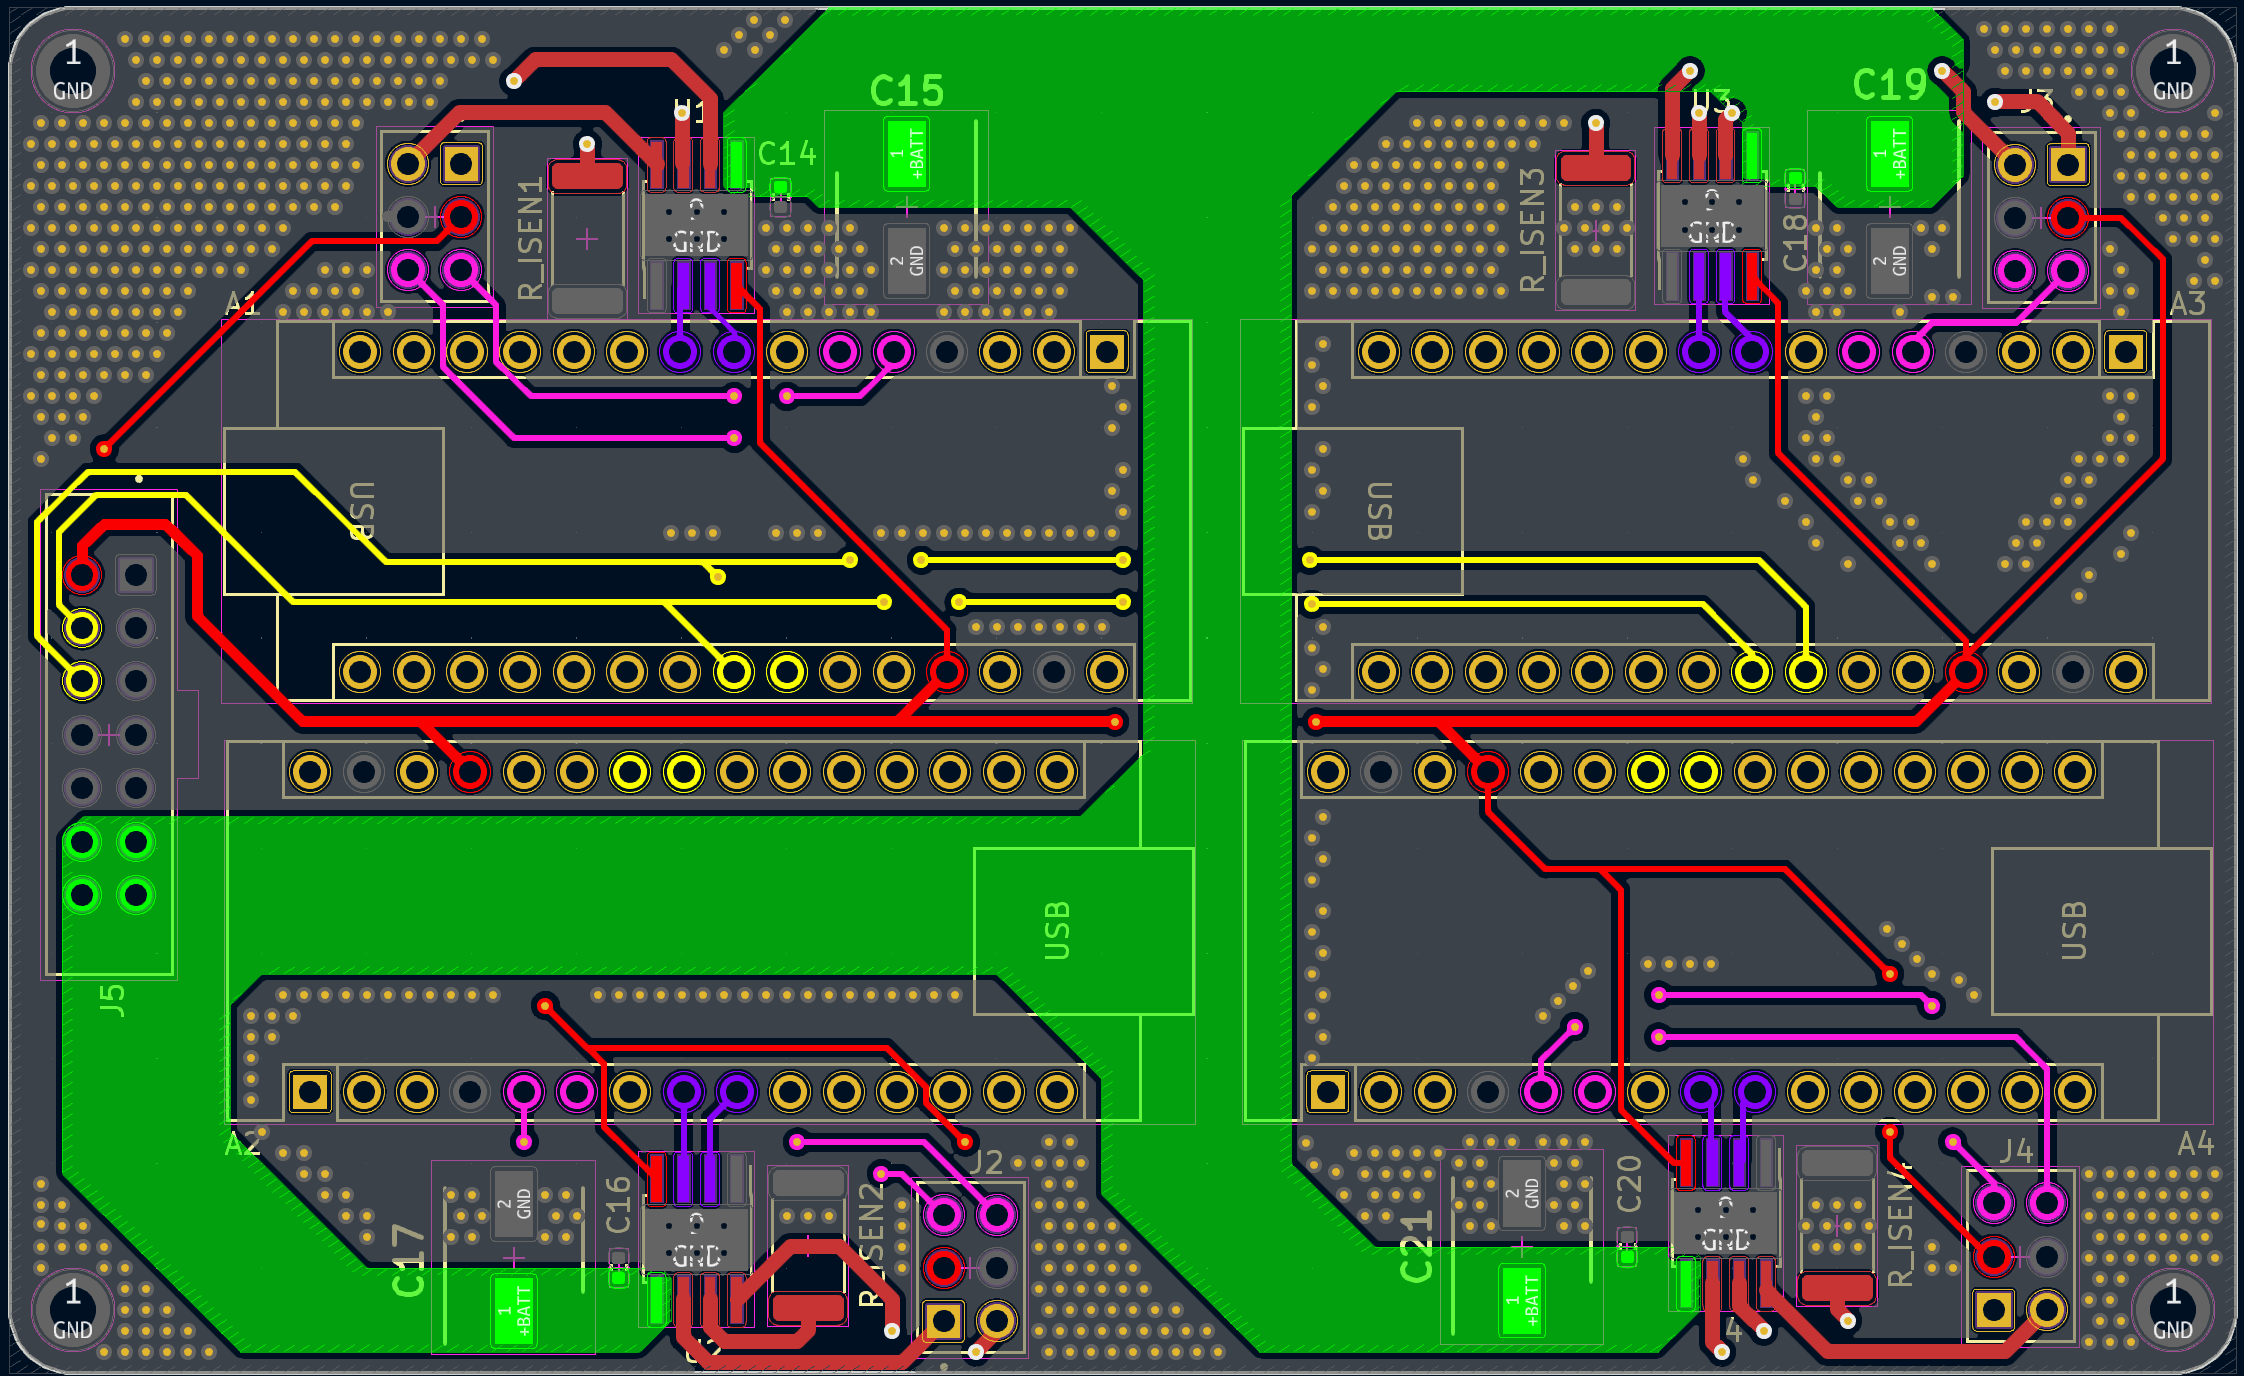 1
GND
1
GND
U1
C15
U3
C19
J3
C14
1
+BATT
1
+BATT
R_ISEN1
GND
2
GND
R_ISEN3
GND
C18
2
GND
A1
A3
USB
USB
J5
USB
USB
A2
A4
C17
2
GND
C16
GND
R_ISEN2
J2
C21
2
GND
C20
GND
R_ISEN4
J4
1
GND
1
+BATT
1
+BATT
4
1
GND